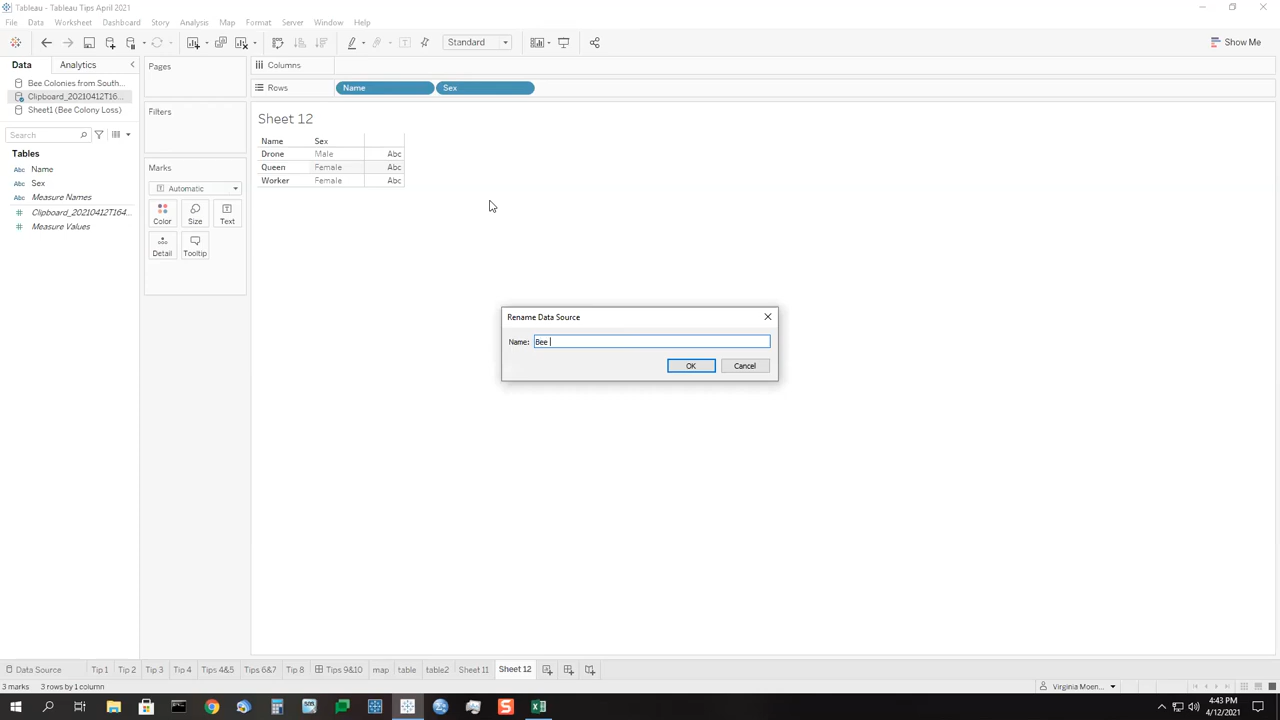 Tableau - Tableau Tips April 2021
File Data Worksheet Dashboard Story Analysis Map Format Server Window Help
Standard
Show Me
Data Analytics
Pages
Columns
Bee Colonies from South...
Rows Name Sex
Clipboard_20210412T16...
Sheet1 (Bee Colony Loss)
Filters
Sheet 12
Search
Tables
Name Sex
Drone Male Abc
Queen Female Abc
Worker Female Abc
Abc Name
Abc Sex
Abc Measure Names
# Clipboard_20210412T164...
# Measure Values
Marks
Automatic
Color Size Text
Detail Tooltip
Rename Data Source
Name: Bee
OK Cancel
Data Source Tip 1 Tip 2 Tip 3 Tip 4 Tips 4&5 Tips 6&7 Tip 8 Tips 9&10 map table table2 Sheet 11 Sheet 12
3 marks 3 rows by 1 column
Virginia Moen...
4:43 PM
4/12/2021